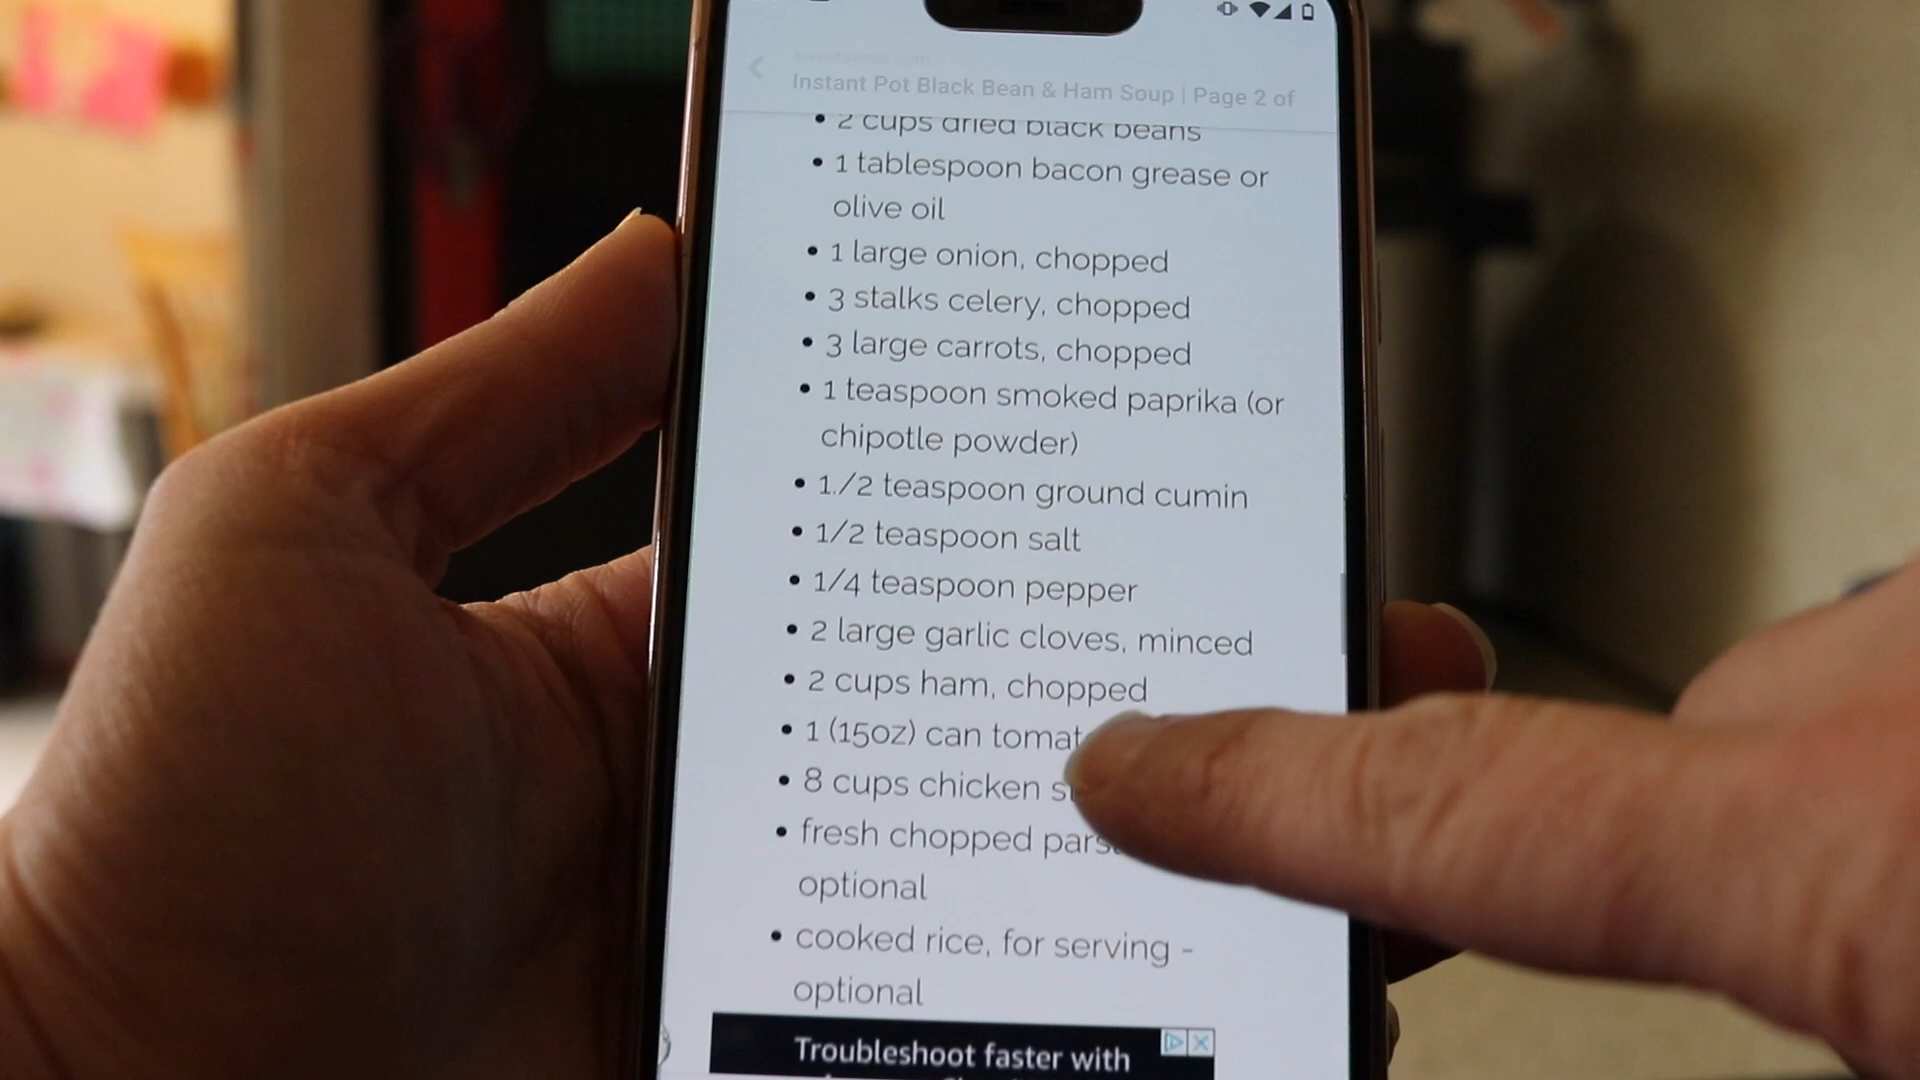 Instant Pot Black Bean & Ham Soup | Page 2 of
• 2 cups dried black beans
• 1 tablespoon bacon grease or
olive oil
• 1 large onion, chopped
• 3 stalks celery, chopped
• 3 large carrots, chopped
• 1 teaspoon smoked paprika (or
chipotle powder)
• 1./2 teaspoon ground cumin
• 1/2 teaspoon salt
• 1/4 teaspoon pepper
• 2 large garlic cloves, minced
• 2 cups ham, chopped
• 1 (15oz) can
• 8 cups chicken
• fresh chopped
optional
• cooked rice, for serving -
optional
Troubleshoot faster with